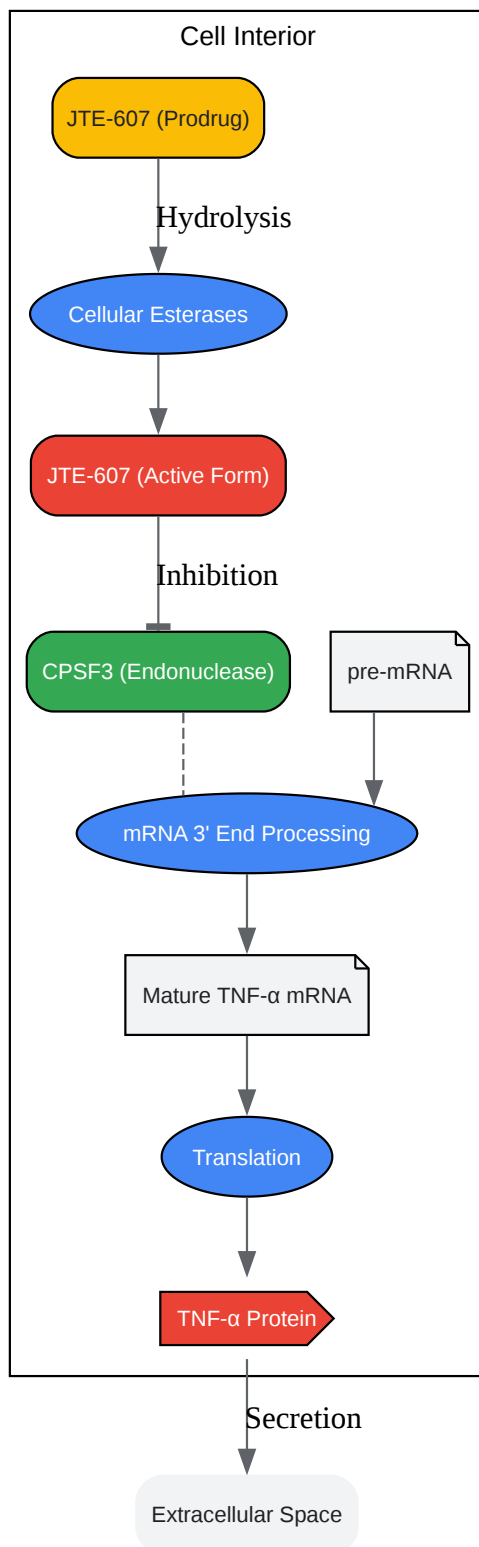 Cell Interior
JTE-607 (Prodrug)
Hydrolysis
Cellular Esterases
JTE-607 (Active Form)
Inhibition
CPSF3 (Endonuclease)
pre-mRNA
mRNA 3' End Processing
Mature TNF-α mRNA
Translation
TNF-α Protein
Secretion
Extracellular Space